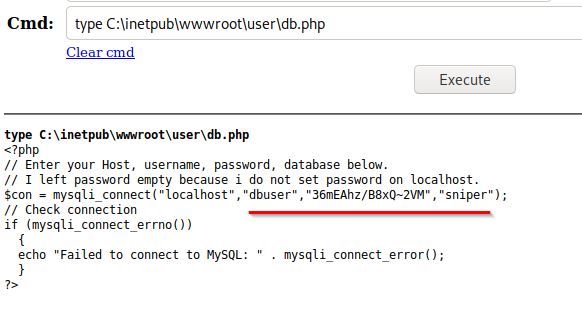 Cmd: type C:\inetpub\wwwroot\user\db.php
Clear cmd
Execute
type C:\inetpub\wwwroot\user\db.php
<?php
// Enter your Host, username, password, database below.
// I left password empty because i do not set password on localhost.
$con = mysqli_connect("localhost","dbuser","36mEAhz/B8xQ~2VM","sniper");
// Check connection
if (mysqli_connect_errno())
  {
  echo "Failed to connect to MySQL: " . mysqli_connect_error();
  }
?>